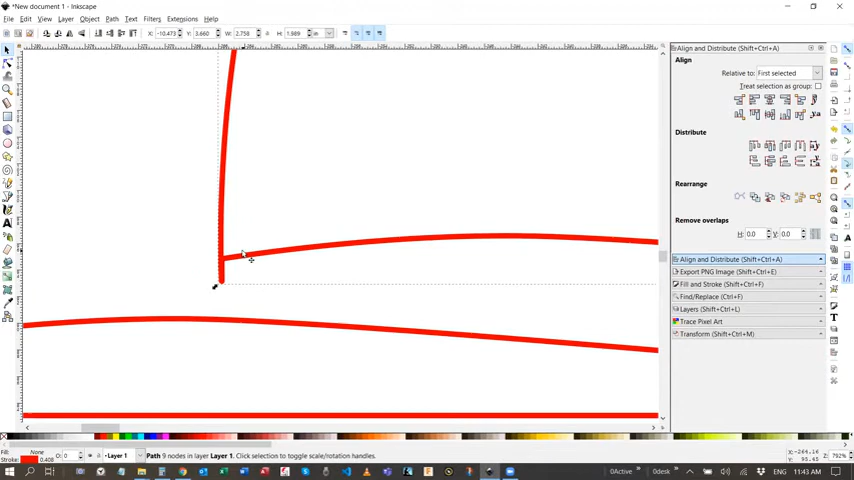 *New document 1 - Inkscape
File Edit View Layer Object Path Text Filters Extensions Help
X: -10.473 Y: 3.660 W: 2.758 H: 1.989 in
Align and Distribute (Shift+Ctrl+A)
Align
Relative to: First selected
Treat selection as group:
Distribute
Rearrange
Remove overlaps
H: 0.0 V: 0.0
Align and Distribute (Shift+Ctrl+A)
Export PNG Image (Shift+Ctrl+E)
Fill and Stroke (Shift+Ctrl+F)
Find/Replace (Ctrl+F)
Layers (Shift+Ctrl+L)
Trace Pixel Art
Transform (Shift+Ctrl+M)
Fill: None
Stroke: 0.408
O: 0
Layer 1
Path 9 nodes in layer Layer 1. Click selection to toggle scale/rotation handles.
X: -264.16
Y: 95.45
Z: 792%
0Active
0desk
ENG
11:43 AM